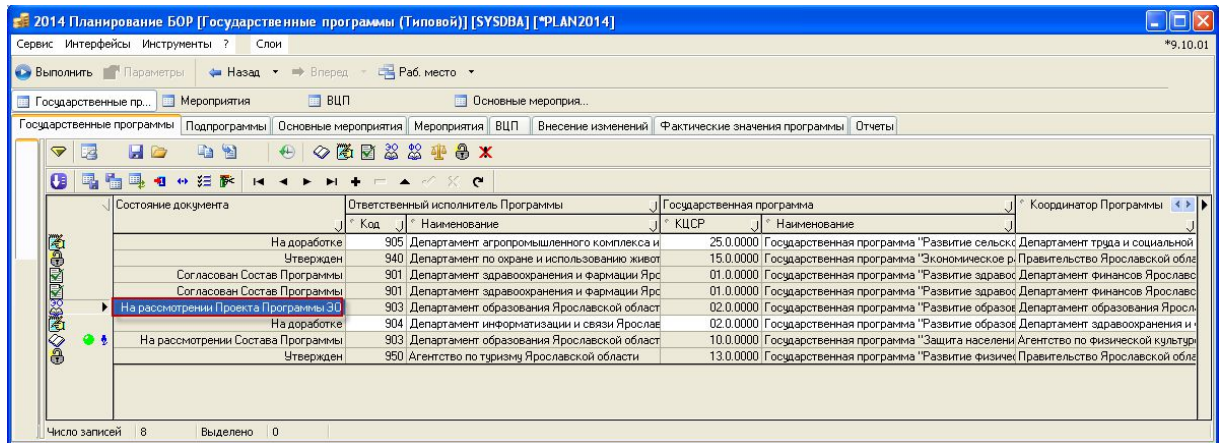 2014 Планирование БОР [Государственные программы (Типовой)] [SYSDBA] [*PLAN2014]
Сервис Интерфейсы Инструменты ? Слои *9.10.01
Выполнить Параметры Назад Вперед Раб. место
Государственные пр... Мероприятия ВЦП Основные мероприя...
Государственные программы Подпрограммы Основные мероприятия Мероприятия ВЦП Внесение изменений Фактические значения программы Отчеты
Состояние документа Ответственный исполнитель Программы Государственная программа Координатор Программы
Код Наименование КЦСР Наименование
На доработке 905 Департамент агропромышленного комплекса и 25.0.0000 Государственная программа "Развитие сельск Департамент труда и социальной
Утвержден 940 Департамент по охране и использованию живот 15.0.0000 Государственная программа "Экономическое р Правительство Ярославской обла
Согласован Состав Программы 901 Департамент здравоохранения и фармации Яро 01.0.0000 Государственная программа "Развитие здравос Департамент финансов Ярославс
Согласован Состав Программы 901 Департамент здравоохранения и фармации Яро 01.0.0000 Государственная программа "Развитие здравос Департамент финансов Ярославс
На рассмотрении Проекта Программы ЭО 903 Департамент образования Ярославской област 02.0.0000 Государственная программа "Развитие образов Департамент образования Яросл
На доработке 904 Департамент информатизации и связи Ярослав 02.0.0000 Государственная программа "Развитие образов Департамент здравоохранения и
На рассмотрении Состава Программы 903 Департамент образования Ярославской област 10.0.0000 Государственная программа "Защита населени Агентство по физической культур
Утвержден 950 Агентство по туризму Ярославской области 13.0.0000 Государственная программа "Развитие физичес Правительство Ярославской обла
Число записей 8 Выделено 0